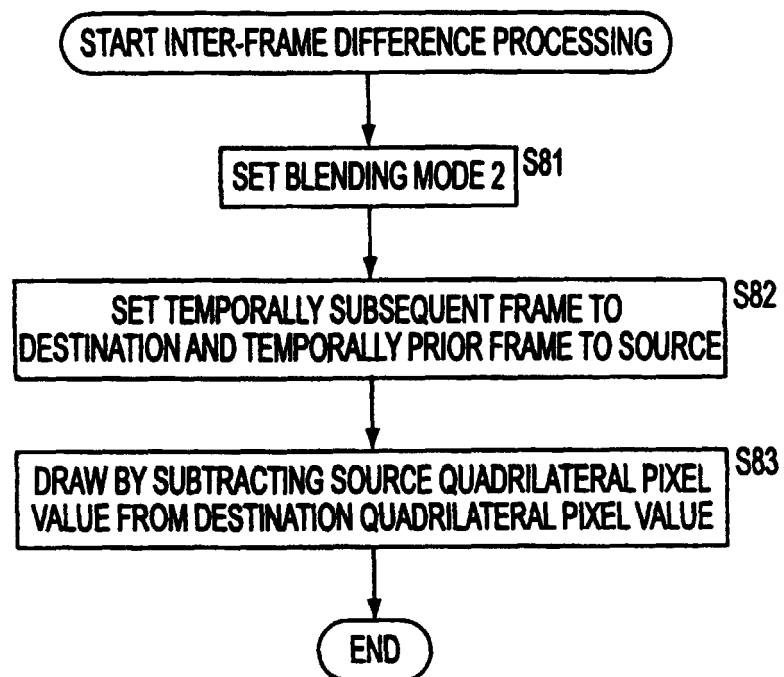 START INTER-FRAME DIFFERENCE PROCESSING
SET BLENDING MODE 2
S81
SET TEMPORALLY SUBSEQUENT FRAME TO
DESTINATION AND TEMPORALLY PRIOR FRAME TO SOURCE
S82
DRAW BY SUBTRACTING SOURCE QUADRILATERAL PIXEL
VALUE FROM DESTINATION QUADRILATERAL PIXEL VALUE
S83
END